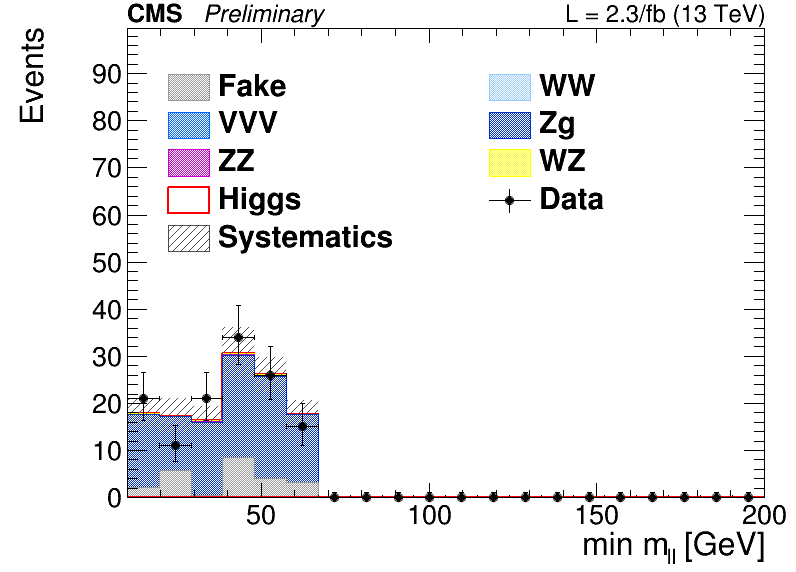 CMS Preliminary L = 2.3/fb (13 TeV)
Events
90
80
70
60
50
40
30
20
10
0
Fake WW
VVV Zg
ZZ WZ
Higgs Data
Systematics
50 100 150 200
min m_ll [GeV]